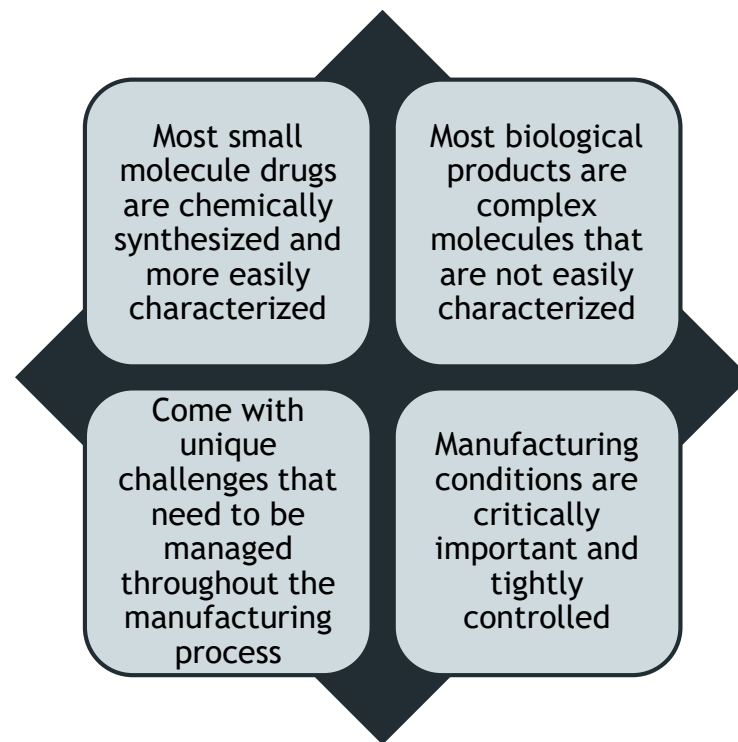 Most small
molecule drugs
are chemically
synthesized and
more easily
characterized
Most biological
products are
complex
molecules that
are not easily
characterized
Come with
unique
challenges that
need to be
managed
throughout the
manufacturing
process
Manufacturing
conditions are
critically
important and
tightly
controlled